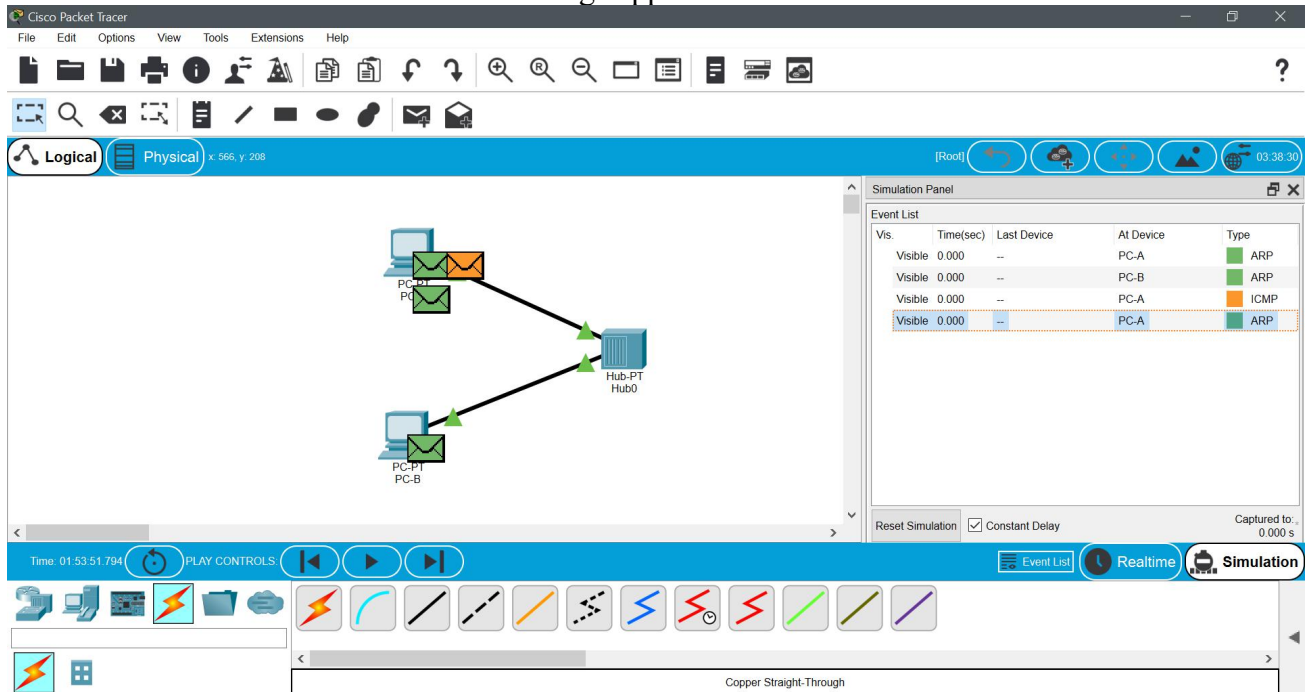 Cisco Packet Tracer
File Edit Options View Tools Extensions Help
?
Logical Physical x: 566, y: 208 [Root] 03:38:30
Simulation Panel
Event List
Vis. Time(sec) Last Device At Device Type
Visible 0.000 -- PC-A ARP
Visible 0.000 -- PC-B ARP
Visible 0.000 -- PC-A ICMP
Visible 0.000 -- PC-A ARP
PC-PT
Hub-PT
Hub0
PC-PT
PC-B
Reset Simulation Constant Delay Captured to:
0.000 s
Time: 01:53:51.794 PLAY CONTROLS: Event List Realtime Simulation
Copper Straight-Through